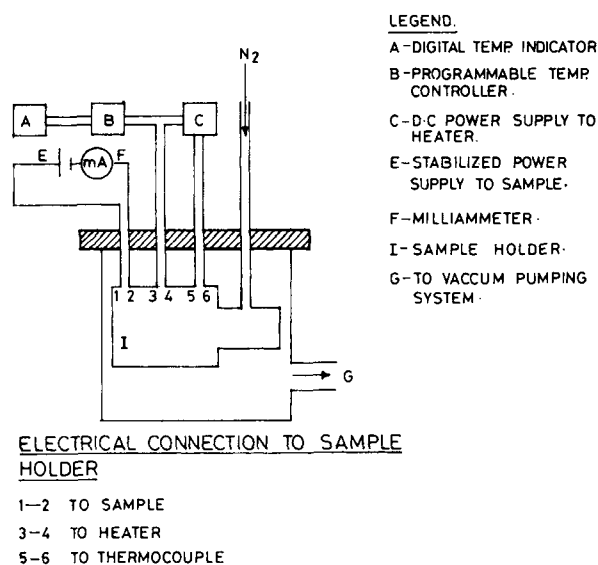 LEGEND.
A-DIGITAL TEMP. INDICATOR
B-PROGRAMMABLE TEMP.
CONTROLLER.
C-D.C POWER SUPPLY TO
HEATER.
E-STABILIZED POWER
SUPPLY TO SAMPLE.
F-MILLIAMMETER.
I-SAMPLE HOLDER.
G-TO VACCUM PUMPING
SYSTEM.
N2
A B C
E mA F
1 2 3 4 5 6
I
G
ELECTRICAL CONNECTION TO SAMPLE
HOLDER
1-2 TO SAMPLE
3-4 TO HEATER
5-6 TO THERMOCOUPLE